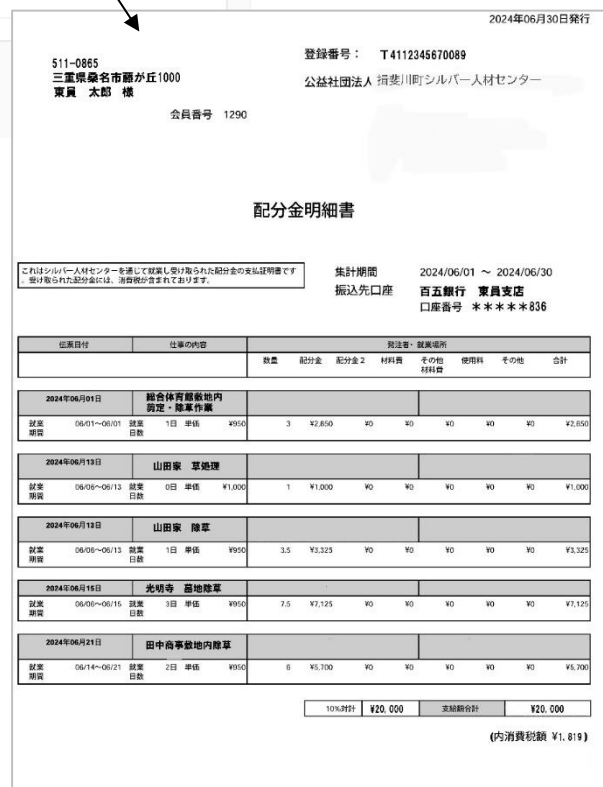 2024年06月30日発行
511-0865
三重県桑名市藤が丘1000
東員 太郎 様
会員番号 1290
登録番号： T4112345670089
公益社団法人 揖斐川町シルバー人材センター
配分金明細書
これはシルバー人材センターを通じて就業し受け取られた配分金の支払証明書です
。受け取られた配分金には、消費税が含まれております。
集計期間 2024/06/01 ～ 2024/06/30
振込先口座 百五銀行 東員支店
口座番号 ＊＊＊＊＊836
伝票日付 仕事の内容 発注者・就業場所
数量 配分金 配分金2 材料費 その他材料費 使用料 その他 合計
2024年06月01日 総合体育館敷地内
剪定・除草作業
就業期間 06/01～06/01 就業日数 1日 単価 ¥950 3 ¥2,850 ¥0 ¥0 ¥0 ¥0 ¥0 ¥2,850
2024年06月13日 山田家 草処理
就業期間 06/06～06/13 就業日数 0日 単価 ¥1,000 1 ¥1,000 ¥0 ¥0 ¥0 ¥0 ¥0 ¥1,000
2024年06月13日 山田家 除草
就業期間 06/06～06/13 就業日数 1日 単価 ¥950 3.5 ¥3,325 ¥0 ¥0 ¥0 ¥0 ¥0 ¥3,325
2024年06月15日 光明寺 墓地除草
就業期間 06/06～06/15 就業日数 3日 単価 ¥950 7.5 ¥7,125 ¥0 ¥0 ¥0 ¥0 ¥0 ¥7,125
2024年06月21日 田中商事敷地内除草
就業期間 06/14～06/21 就業日数 2日 単価 ¥950 6 ¥5,700 ¥0 ¥0 ¥0 ¥0 ¥0 ¥5,700
10%対計 ¥20,000 支給額合計 ¥20,000
(内消費税額 ¥1,819)